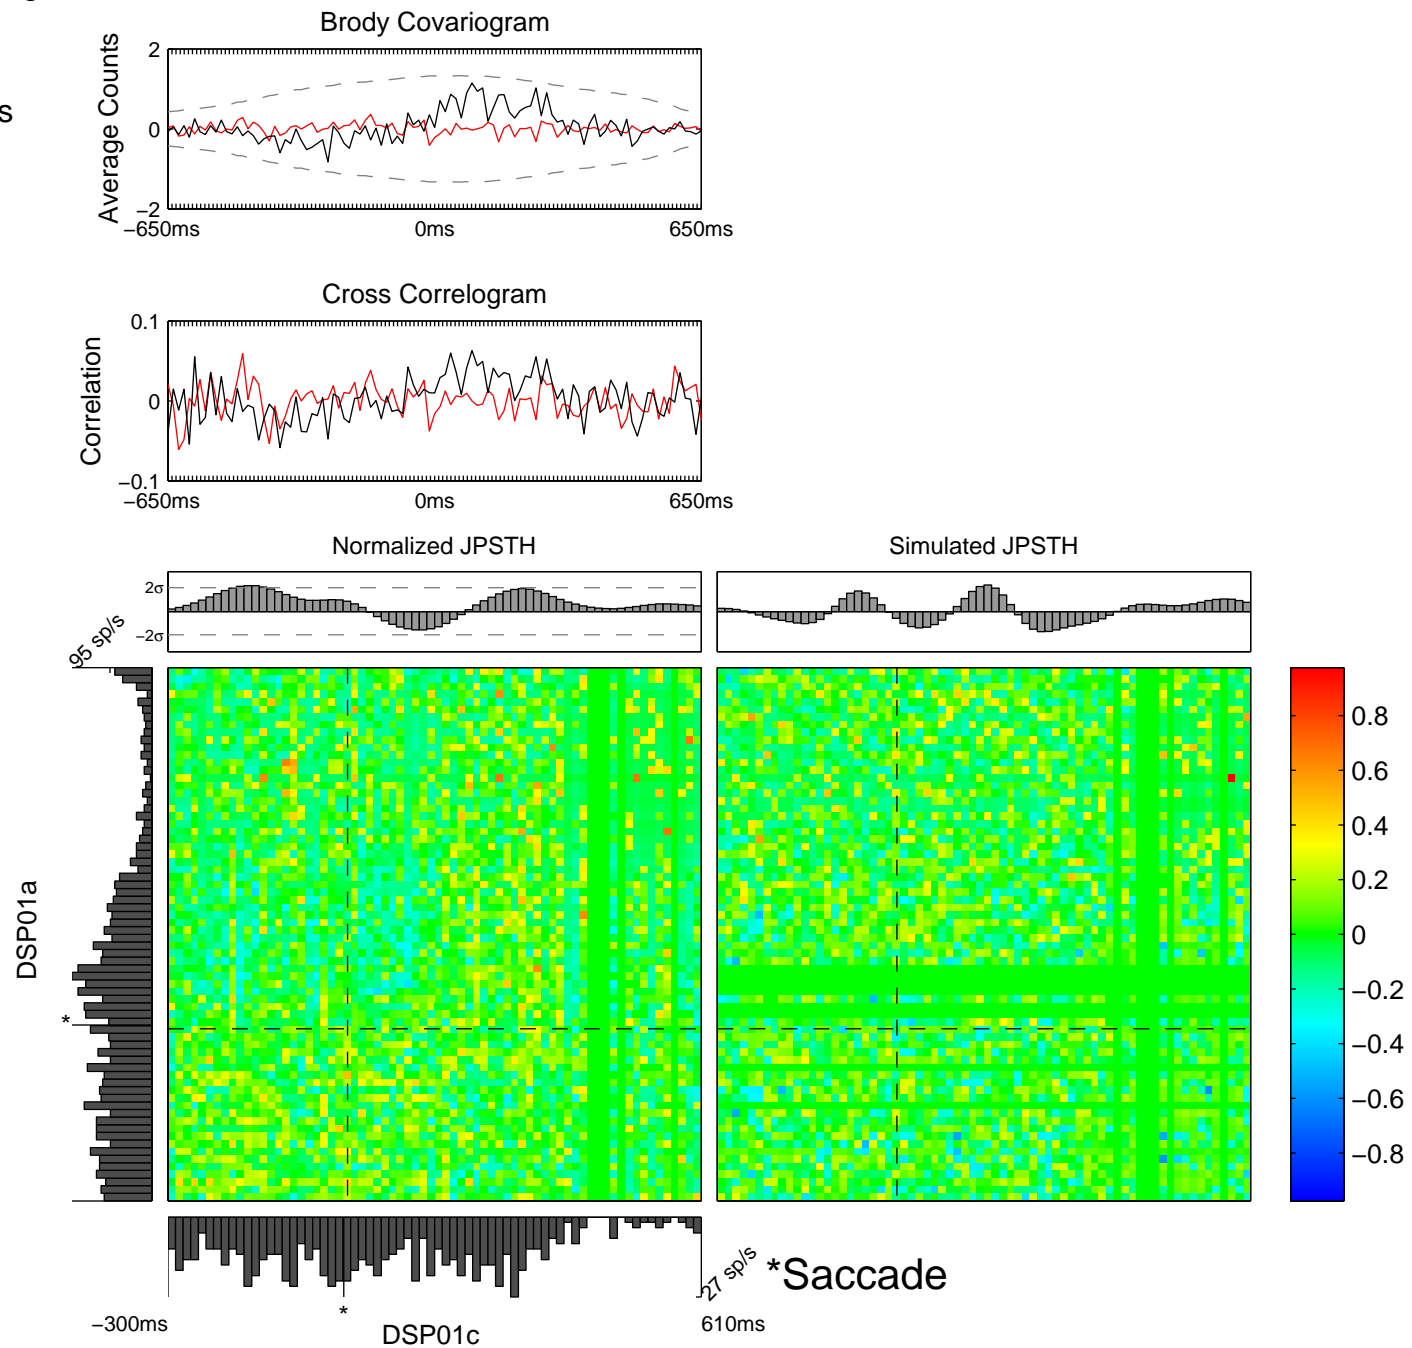 Brody Covariogram
s
Average Counts
2
0
−2
−650ms
0ms
650ms
Cross Correlogram
Correlation
0.1
0
−0.1
−650ms
0ms
650ms
Normalized JPSTH
Simulated JPSTH
2σ
−2σ
95 sp/s
DSP01a
*
0.8
0.6
0.4
0.2
0
−0.2
−0.4
−0.6
−0.8
27 sp/s
*Saccade
*
−300ms
DSP01c
610ms